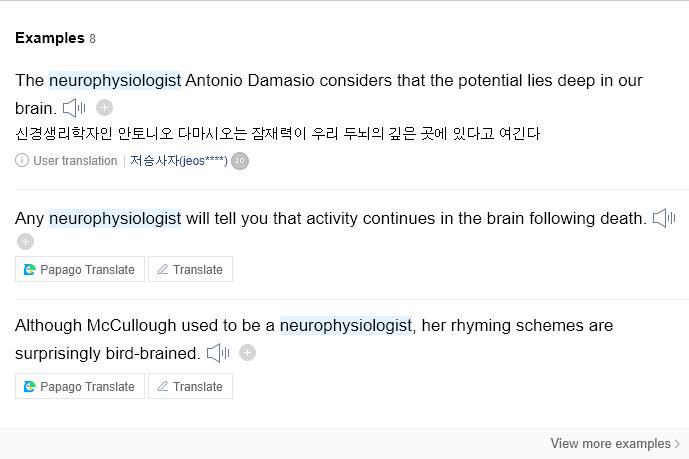 Examples 8
The neurophysiologist Antonio Damasio considers that the potential lies deep in our
brain.
신경생리학자인 안토니오 다마시오는 잠재력이 우리 두뇌의 깊은 곳에 있다고 여긴다
User translation 저승사자(jeos****) 20
Any neurophysiologist will tell you that activity continues in the brain following death.
Papago Translate Translate
Although McCullough used to be a neurophysiologist, her rhyming schemes are
surprisingly bird-brained.
Papago Translate Translate
View more examples